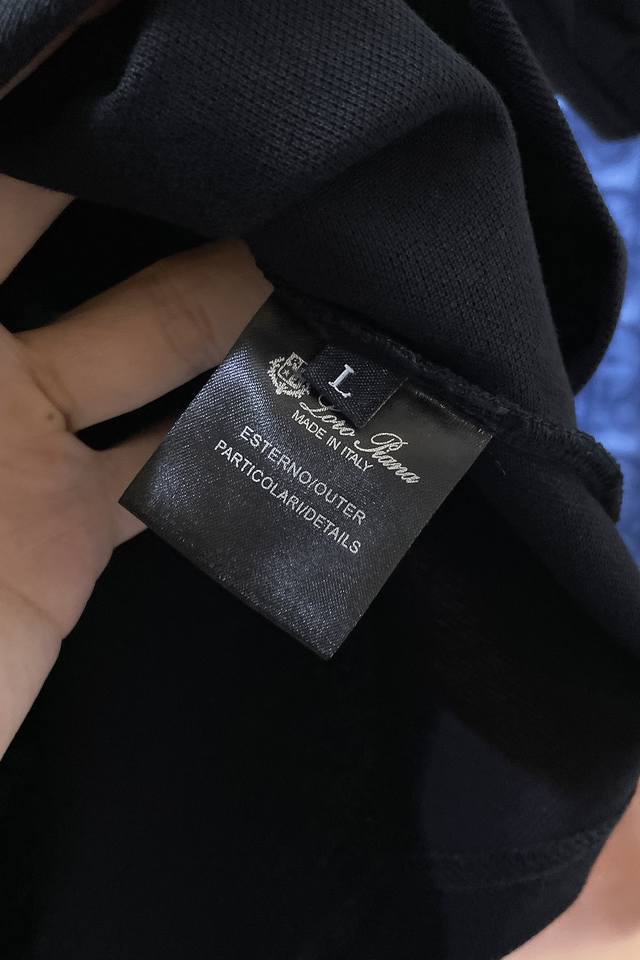 L
Loro Piana
MADE IN ITALY
ESTERNO/OUTER
PARTICOLARI/DETAILS